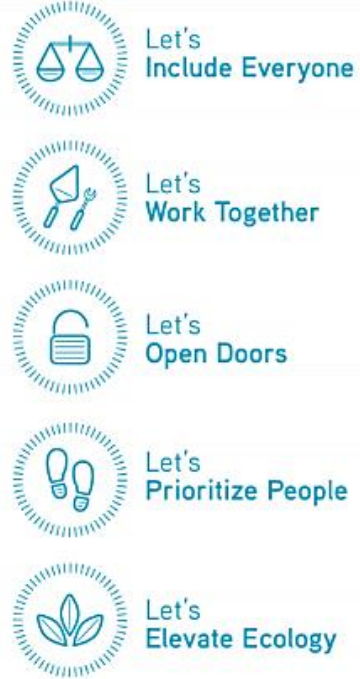 Let's
Include Everyone
Let's
Work Together
Let's
Open Doors
Let's
Prioritize People
Let's
Elevate Ecology